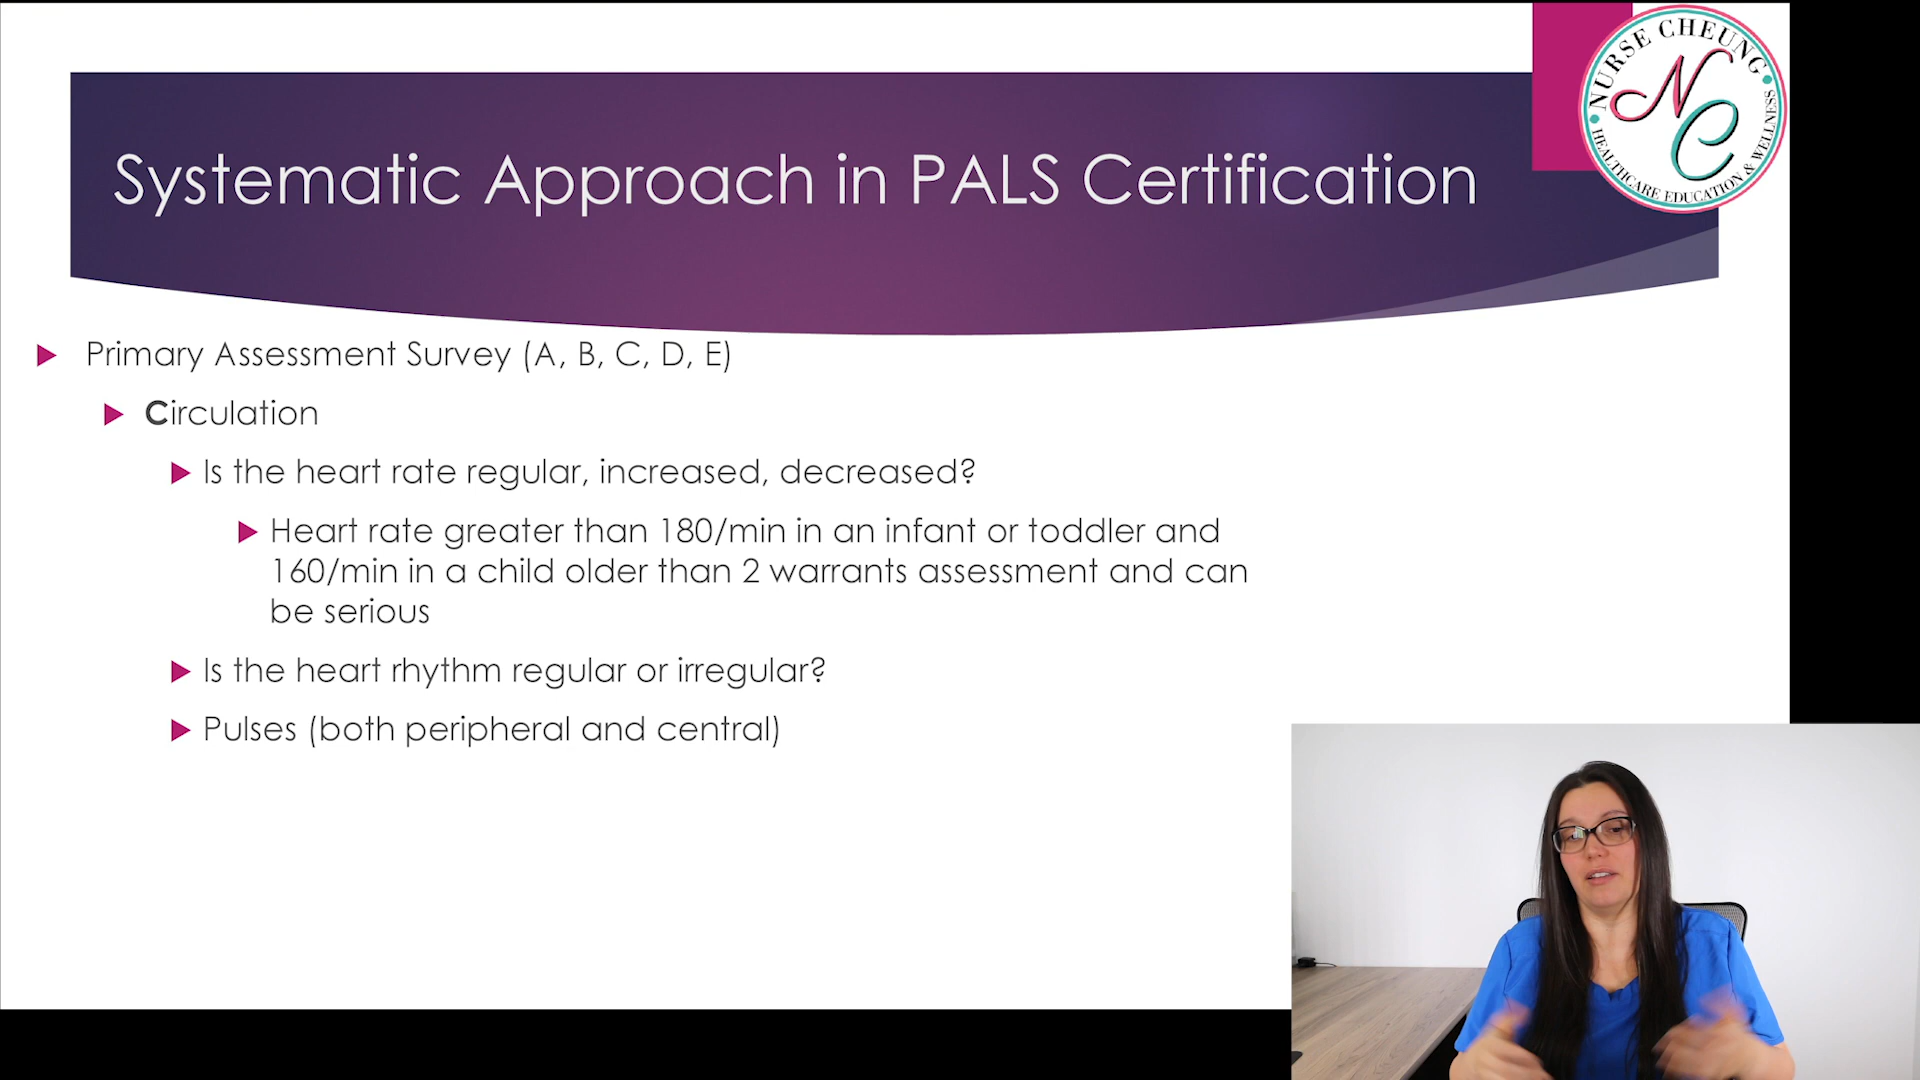 NURSE CHEUNG
NC
HEALTHCARE EDUCATION & WELLNESS
Systematic Approach in PALS Certification
Primary Assessment Survey (A, B, C, D, E)
Circulation
Is the heart rate regular, increased, decreased?
Heart rate greater than 180/min in an infant or toddler and
160/min in a child older than 2 warrants assessment and can
be serious
Is the heart rhythm regular or irregular?
Pulses (both peripheral and central)